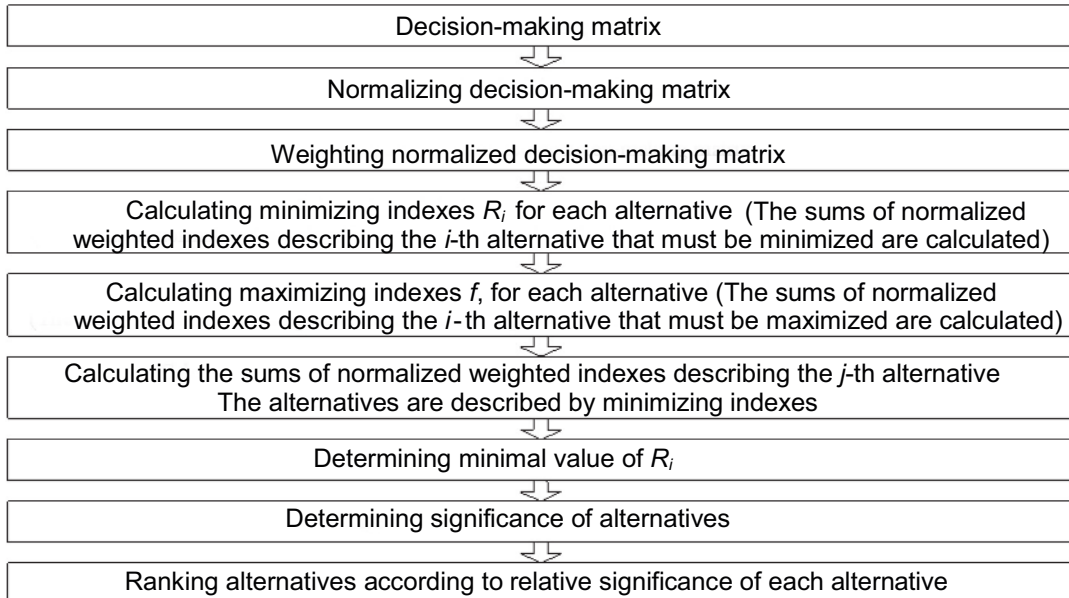 Decision-making matrix
Normalizing decision-making matrix
Weighting normalized decision-making matrix
Calculating minimizing indexes Ri for each alternative (The sums of normalized
weighted indexes describing the i-th alternative that must be minimized are calculated)
Calculating maximizing indexes f, for each alternative (The sums of normalized
weighted indexes describing the i-th alternative that must be maximized are calculated)
Calculating the sums of normalized weighted indexes describing the j-th alternative
The alternatives are described by minimizing indexes
Determining minimal value of Ri
Determining significance of alternatives
Ranking alternatives according to relative significance of each alternative